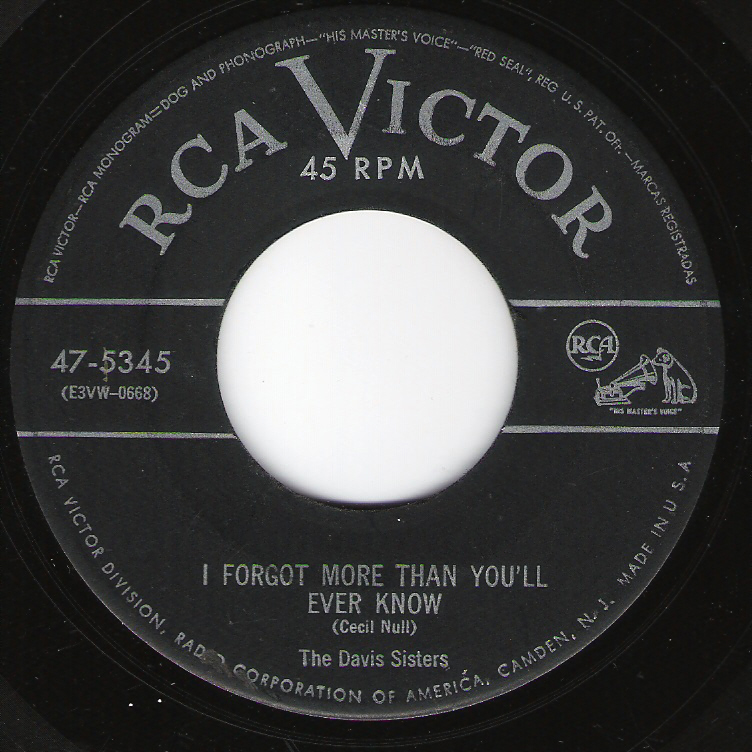 RCA VICTOR—RCA MONOGRAM—DOG AND PHONOGRAPH—"HIS MASTER'S VOICE"—"RED SEAL", REG. U. S. PAT. OFF.—MARCAS REGISTRADAS
RCA VICTOR
45 RPM
47-5345
(E3VW-0668)
RCA
"HIS MASTER'S VOICE"
I FORGOT MORE THAN YOU'LL
EVER KNOW
(Cecil Null)
The Davis Sisters
RCA VICTOR DIVISION, RADIO CORPORATION OF AMERICA, CAMDEN, N. J. MADE IN U S. A